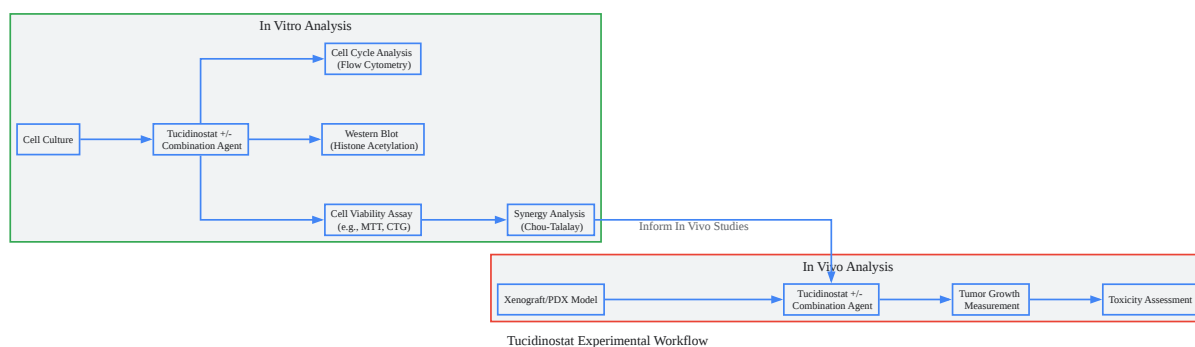 In Vitro Analysis
Cell Cycle Analysis
(Flow Cytometry)
Cell Culture
Tucidinostat +/-
Combination Agent
Western Blot
(Histone Acetylation)
Cell Viability Assay
(e.g., MTT, CTG)
Synergy Analysis
(Chou-Talalay)
Inform In Vivo Studies
In Vivo Analysis
Xenograft/PDX Model
Tucidinostat +/-
Combination Agent
Tumor Growth
Measurement
Toxicity Assessment
Tucidinostat Experimental Workflow